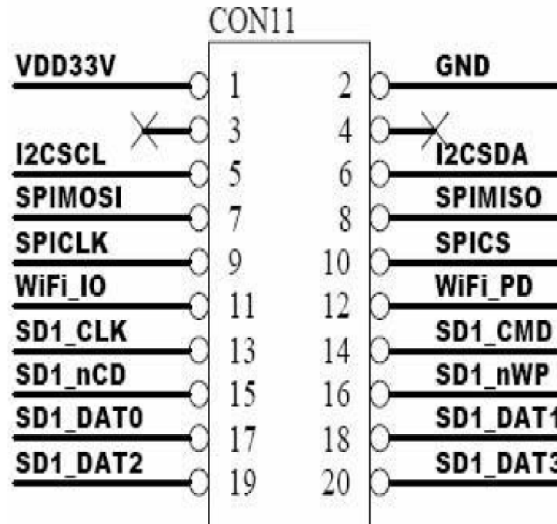 CON11
VDD33V 1 2 GND
3 4
I2CSCL 5 6 I2CSDA
SPIMOSI 7 8 SPIMISO
SPICLK 9 10 SPICS
WiFi_IO 11 12 WiFi_PD
SD1_CLK 13 14 SD1_CMD
SD1_nCD 15 16 SD1_nWP
SD1_DAT0 17 18 SD1_DAT1
SD1_DAT2 19 20 SD1_DAT3